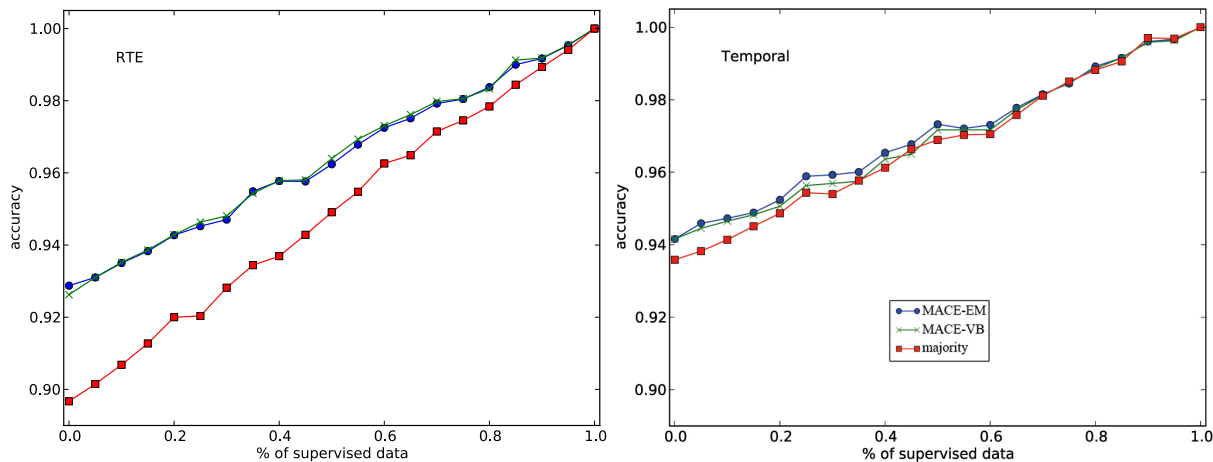 RTE
accuracy
1.00
0.98
0.96
0.94
0.92
0.90
0.0 0.2 0.4 0.6 0.8 1.0
% of supervised data
Temporal
accuracy
1.00
0.98
0.96
0.94
0.92
0.90
MACE-EM
MACE-VB
majority
0.0 0.2 0.4 0.6 0.8 1.0
% of supervised data